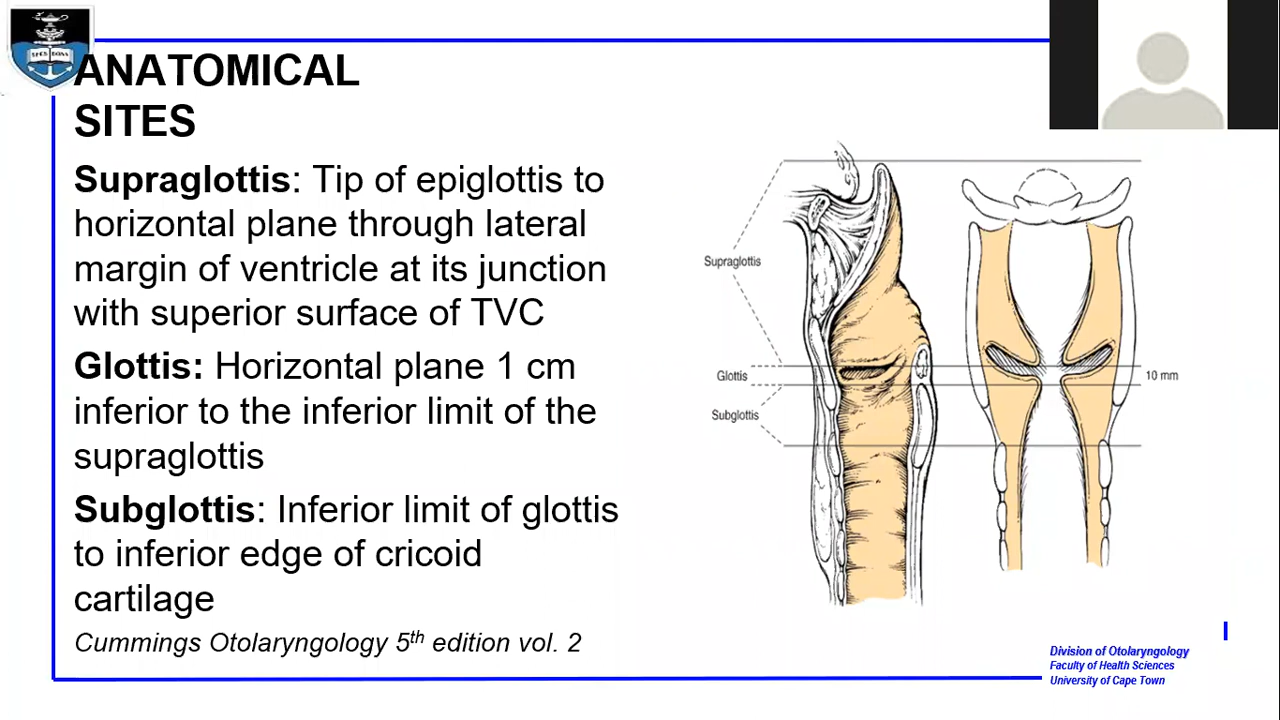 ANATOMICAL
SITES
Supraglottis: Tip of epiglottis to
horizontal plane through lateral
margin of ventricle at its junction
with superior surface of TVC
Glottis: Horizontal plane 1 cm
inferior to the inferior limit of the
supraglottis
Subglottis: Inferior limit of glottis
to inferior edge of cricoid
cartilage
Cummings Otolaryngology 5th edition vol. 2
Supraglottis
Glottis
Subglottis
10 mm
Division of Otolaryngology
Faculty of Health Sciences
University of Cape Town